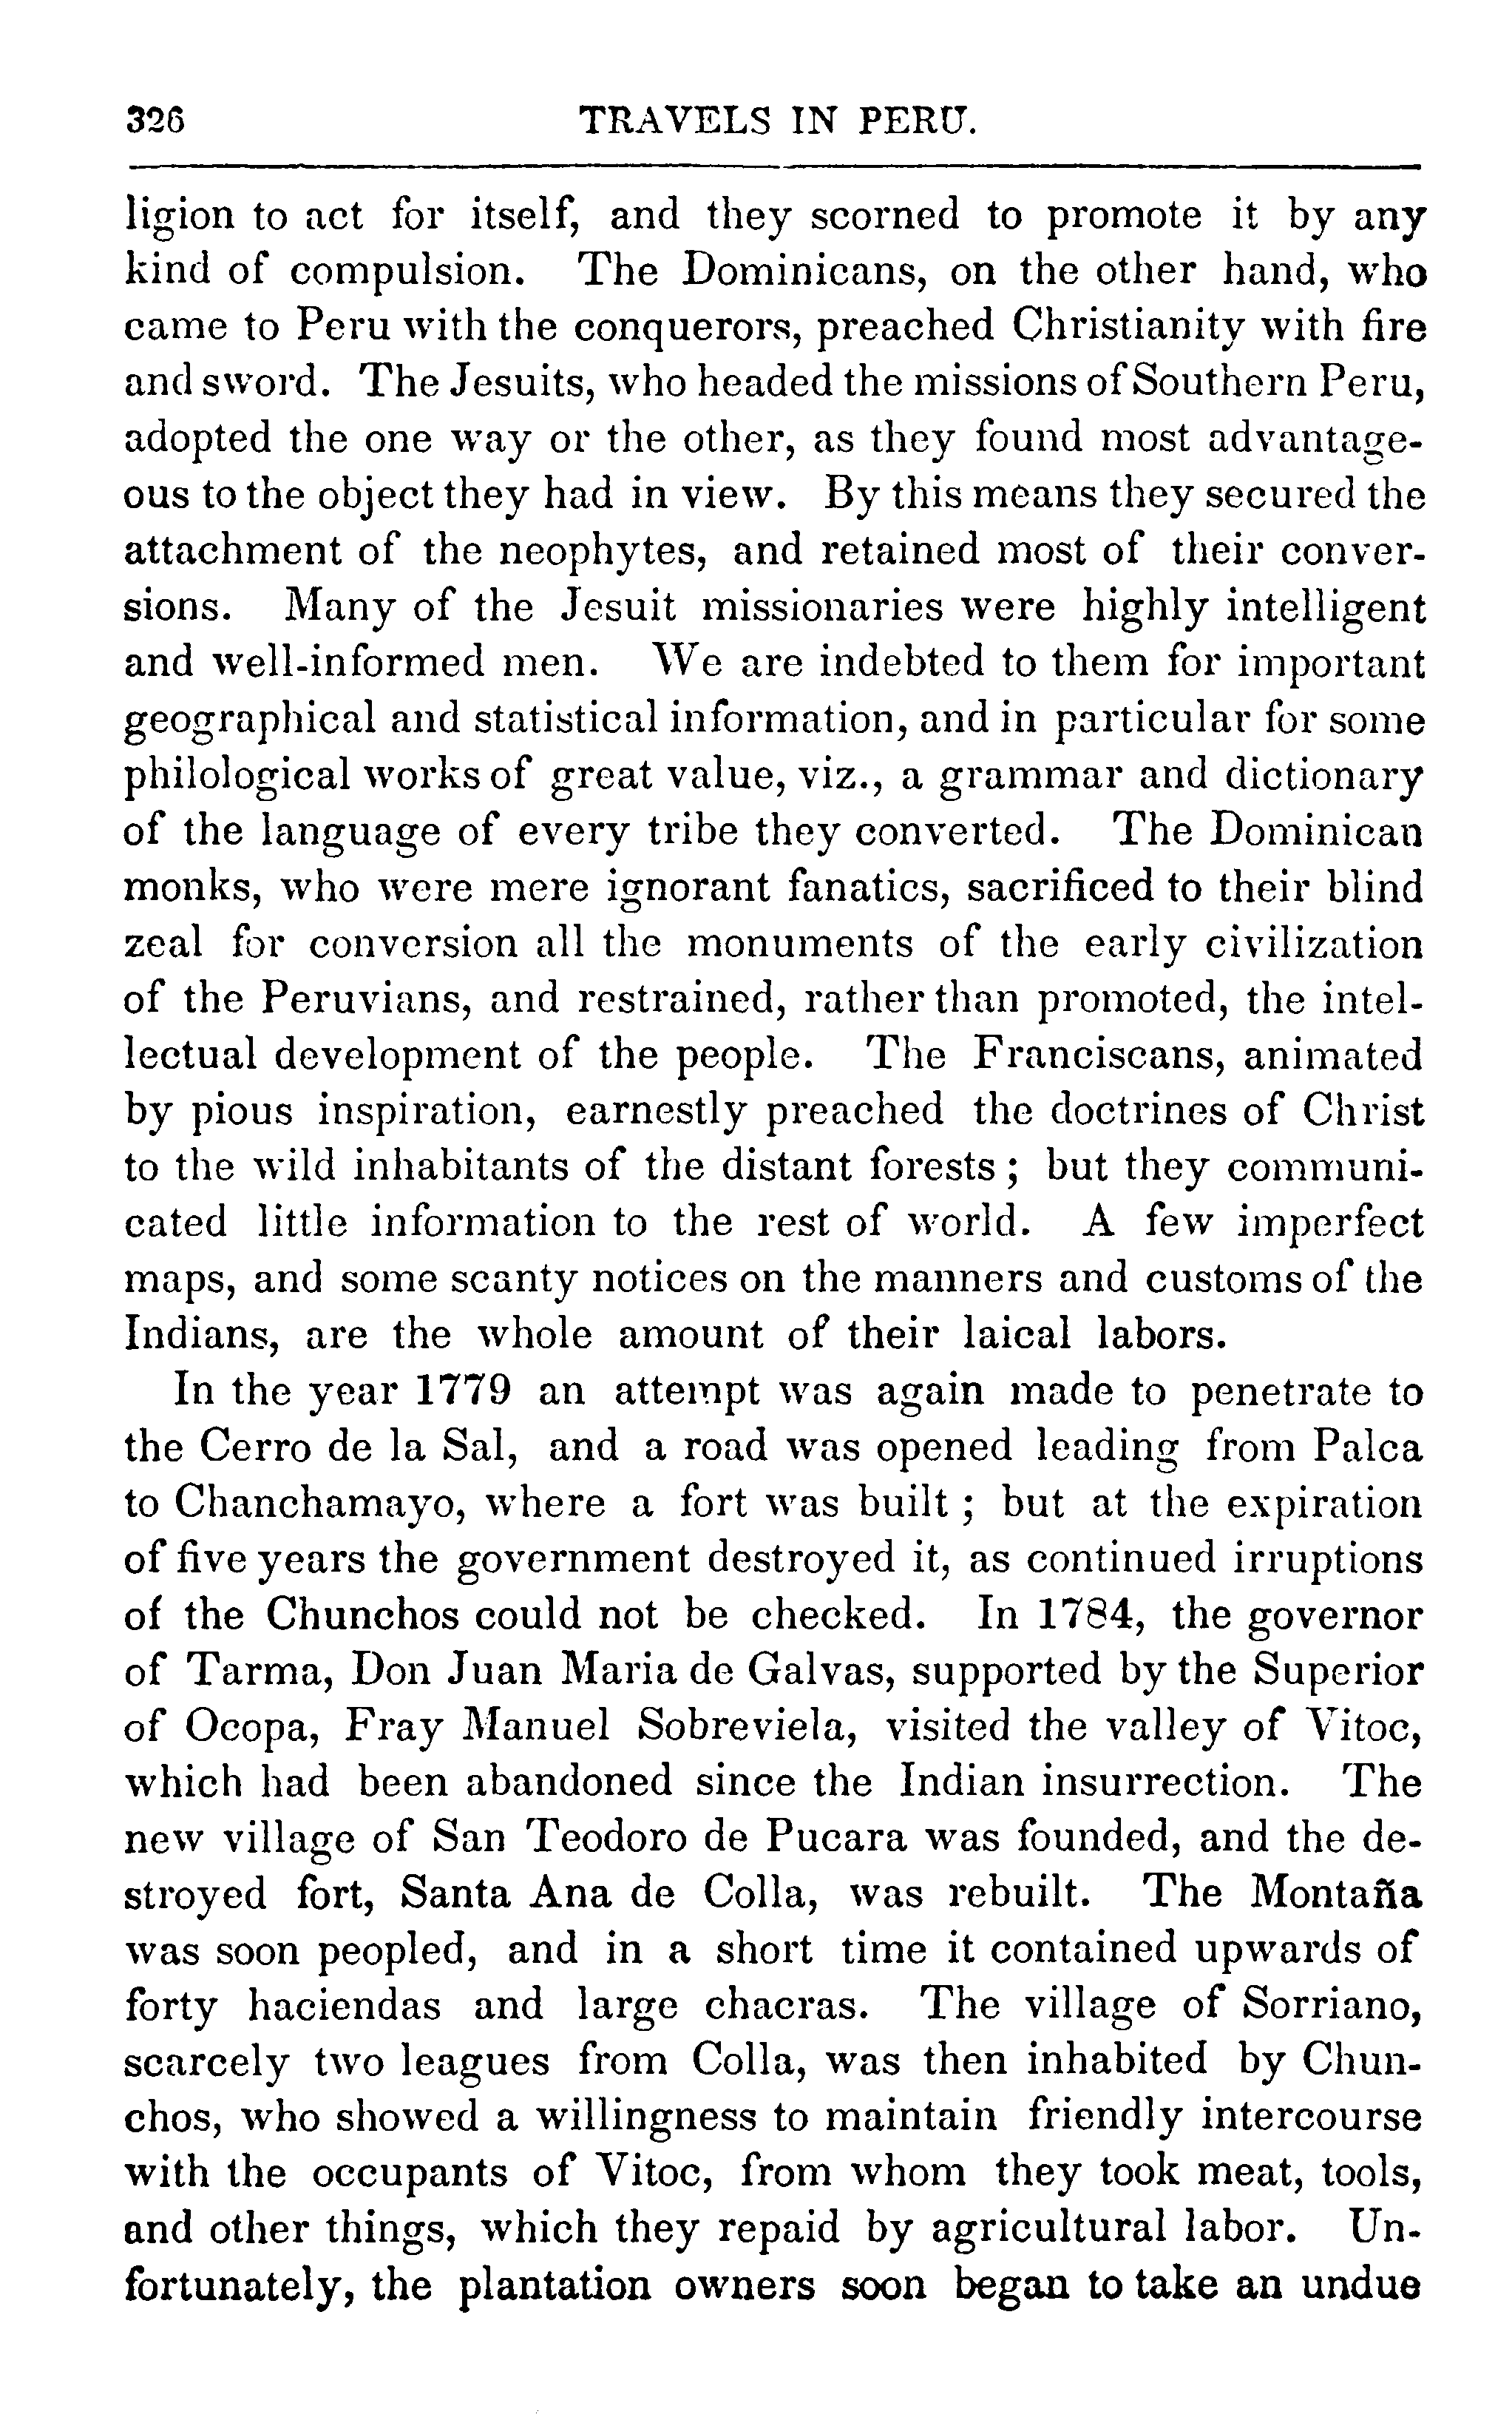 326 TRAVELS IN PERU.
ligion to act for itself, and they scorned to promote it by any
kind of compulsion. The Dominicans, on the other hand, who
came to Peru with the conquerors, preached Christianity with fire
and sword. The Jesuits, who headed the missions of Southern Peru,
adopted the one way or the other, as they found most advantage-
ous to the object they had in view. By this means they secured the
attachment of the neophytes, and retained most of their conver-
sions. Many of the Jesuit missionaries were highly intelligent
and well-informed men. We are indebted to them for important
geographical and statistical information, and in particular for some
philological works of great value, viz., a grammar and dictionary
of the language of every tribe they converted. The Dominican
monks, who were mere ignorant fanatics, sacrificed to their blind
zeal for conversion all the monuments of the early civilization
of the Peruvians, and restrained, rather than promoted, the intel-
lectual development of the people. The Franciscans, animated
by pious inspiration, earnestly preached the doctrines of Christ
to the wild inhabitants of the distant forests ; but they communi-
cated little information to the rest of world. A few imperfect
maps, and some scanty notices on the manners and customs of the
Indians, are the whole amount of their laical labors.
In the year 1779 an attempt was again made to penetrate to
the Cerro de la Sal, and a road was opened leading from Palca
to Chanchamayo, where a fort was built ; but at the expiration
of five years the government destroyed it, as continued irruptions
of the Chunchos could not be checked. In 1784, the governor
of Tarma, Don Juan Maria de Galvas, supported by the Superior
of Ocopa, Fray Manuel Sobreviela, visited the valley of Vitoc,
which had been abandoned since the Indian insurrection. The
new village of San Teodoro de Pucara was founded, and the de-
stroyed fort, Santa Ana de Colla, was rebuilt. The Montaña
was soon peopled, and in a short time it contained upwards of
forty haciendas and large chacras. The village of Sorriano,
scarcely two leagues from Colla, was then inhabited by Chun-
chos, who showed a willingness to maintain friendly intercourse
with the occupants of Vitoc, from whom they took meat, tools,
and other things, which they repaid by agricultural labor. Un-
fortunately, the plantation owners soon began to take an undue